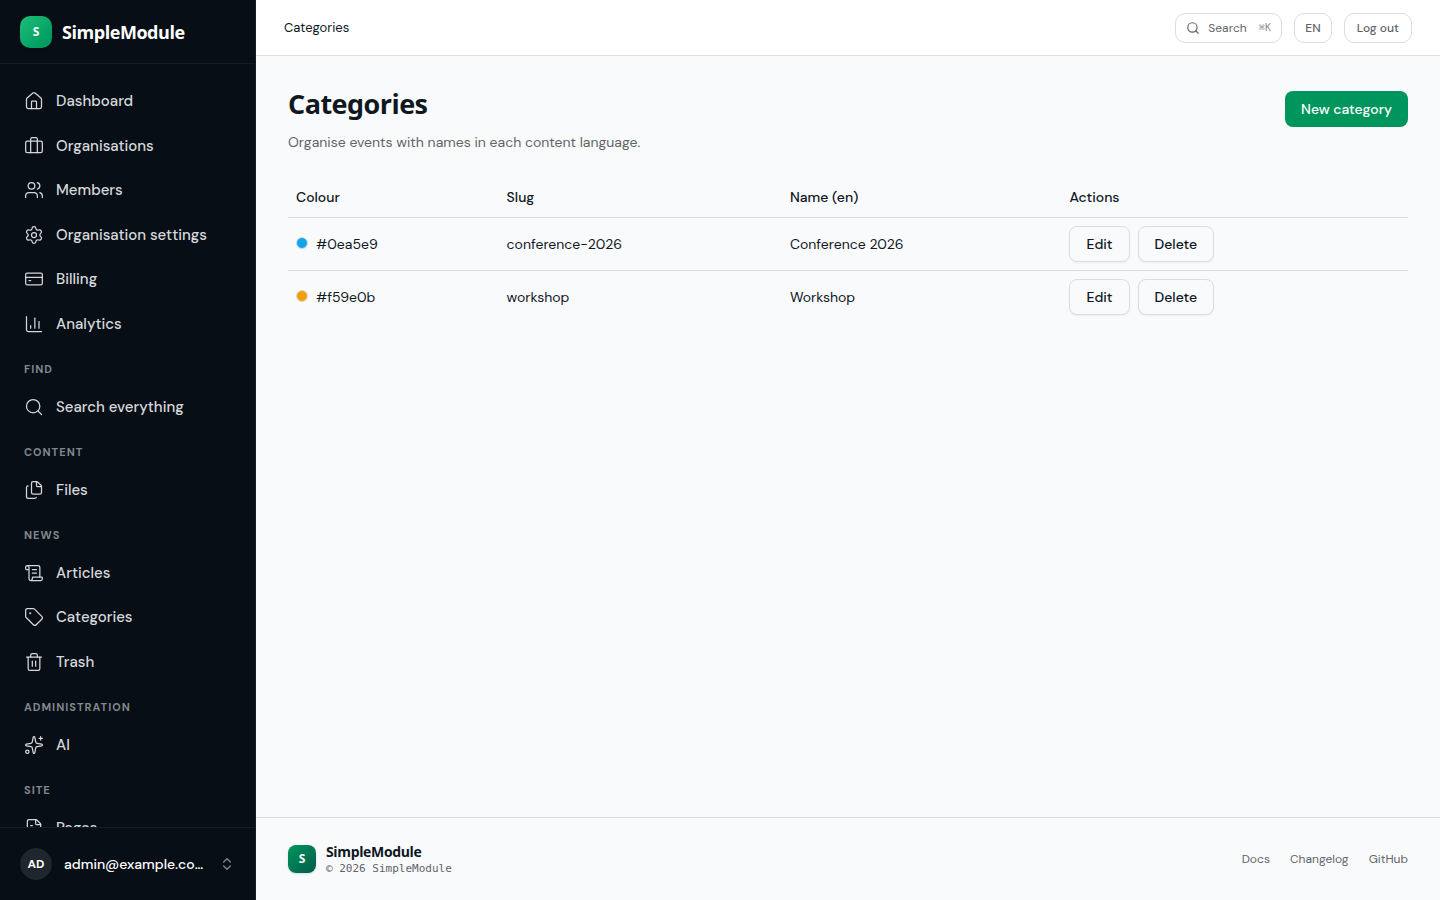 S SimpleModule
Dashboard
Organisations
Members
Organisation settings
Billing
Analytics
FIND
Search everything
CONTENT
Files
NEWS
Articles
Categories
Trash
ADMINISTRATION
AI
SITE
Pages
AD admin@example.co...
Categories
Search ⌘K
EN
Log out
Categories
New category
Organise events with names in each content language.
Colour Slug Name (en) Actions
#0ea5e9 conference-2026 Conference 2026 Edit Delete
#f59e0b workshop Workshop Edit Delete
S SimpleModule
© 2026 SimpleModule
Docs Changelog GitHub